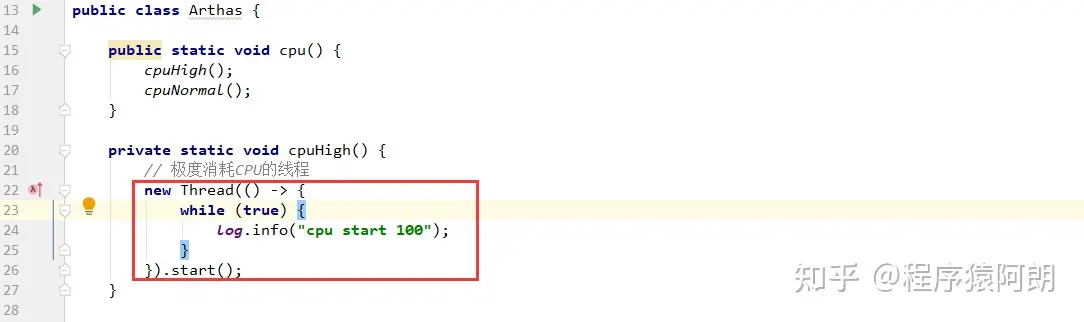 13 public class Arthas {
14
15 public static void cpu() {
16 cpuHigh();
17 cpuNormal();
18 }
19
20 private static void cpuHigh() {
21 // 极度消耗CPU的线程
22 new Thread(() -> {
23 while (true) {
24 log.info("cpu start 100");
25 }
26 }).start();
27 }
28
知乎 @程序猿阿朗